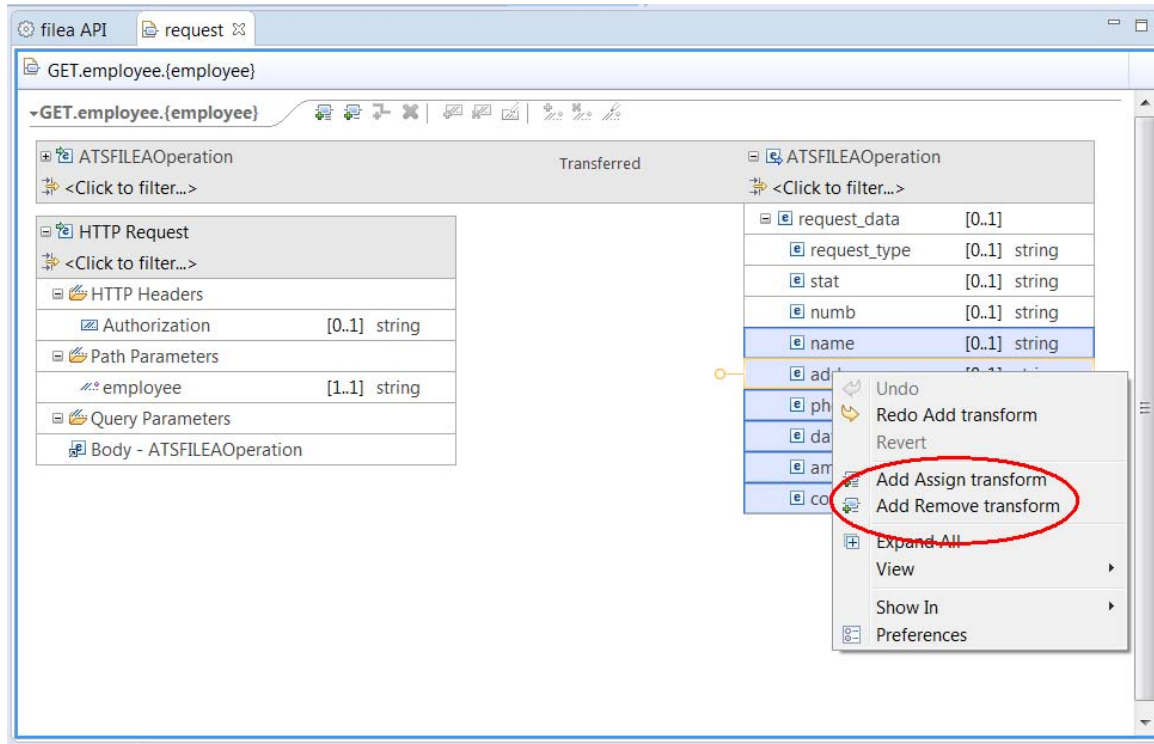 filea API request
GET.employee.{employee}
GET.employee.{employee}
ATSFILEAOperation Transferred ATSFILEAOperation
<Click to filter...> <Click to filter...>
HTTP Request
<Click to filter...>
HTTP Headers
Authorization [0..1] string
Path Parameters
employee [1..1] string
Query Parameters
Body - ATSFILEAOperation
request_data [0..1]
request_type [0..1] string
stat [0..1] string
numb [0..1] string
name [0..1] string
Undo
Redo Add transform
Revert
Add Assign transform
Add Remove transform
Expand All
View
Show In
Preferences